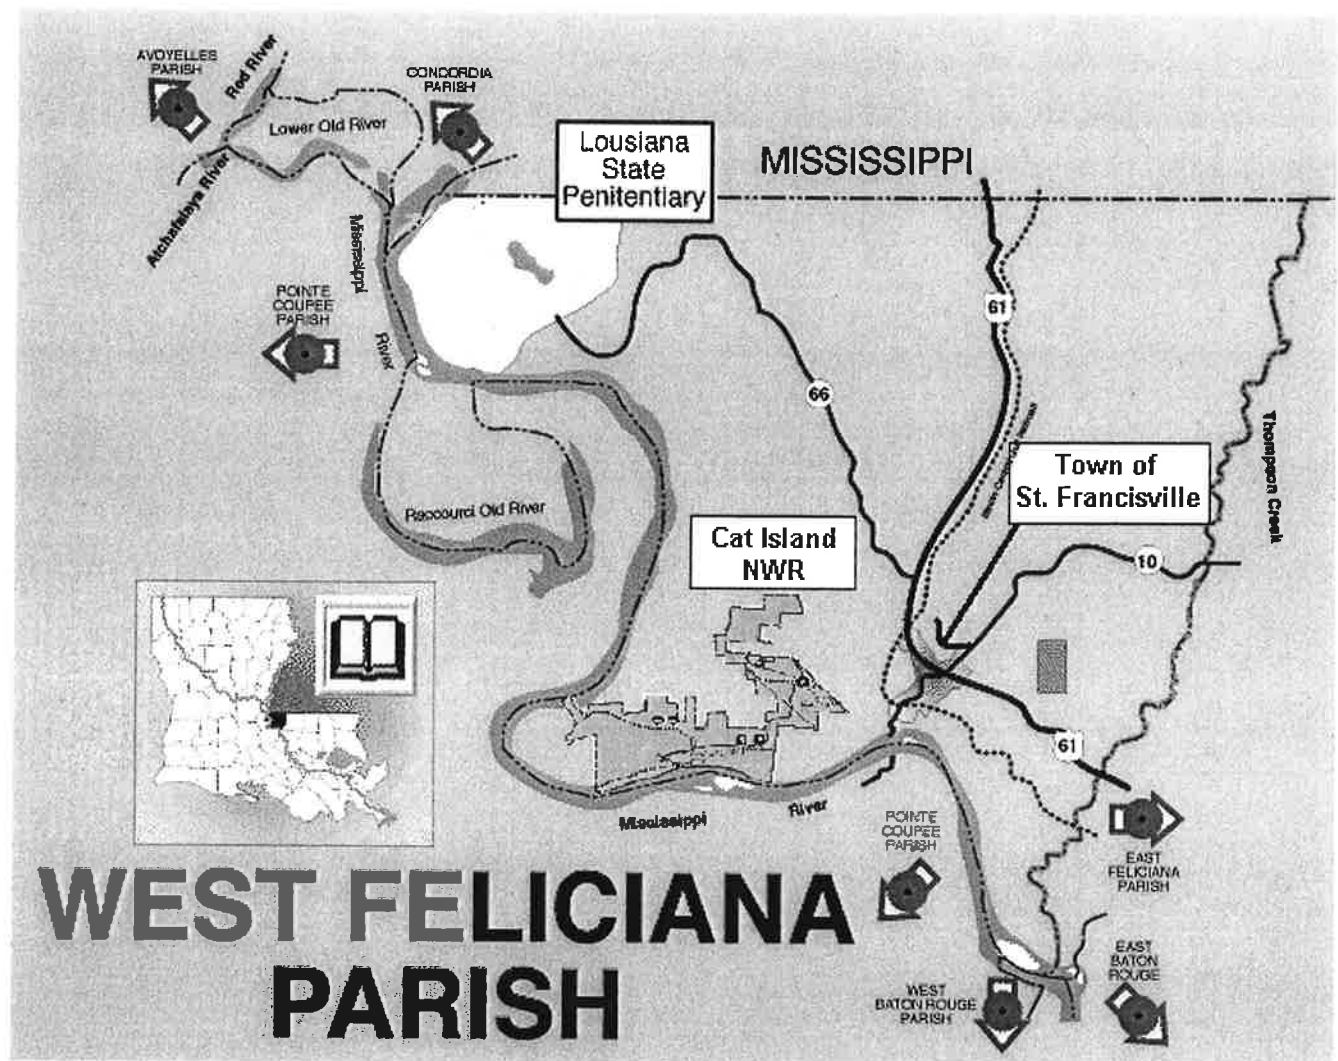 AVOYELLES
PARISH
Red River
CONCORDIA
PARISH
Lower Old River
Lousiana
State
Penitentiary
MISSISSIPPI
Atchafalaya River
Mississippi
River
POINTE
COUPEE
PARISH
61
66
Thompson Creek
Town of
St. Francisville
Raccourci Old River
Cat Island
NWR
10
61
Mississippi
River
POINTE
COUPEE
PARISH
EAST
FELICIANA
PARISH
WEST FELICIANA
PARISH
EAST
BATON
ROUGE
WEST
BATON ROUGE
PARISH